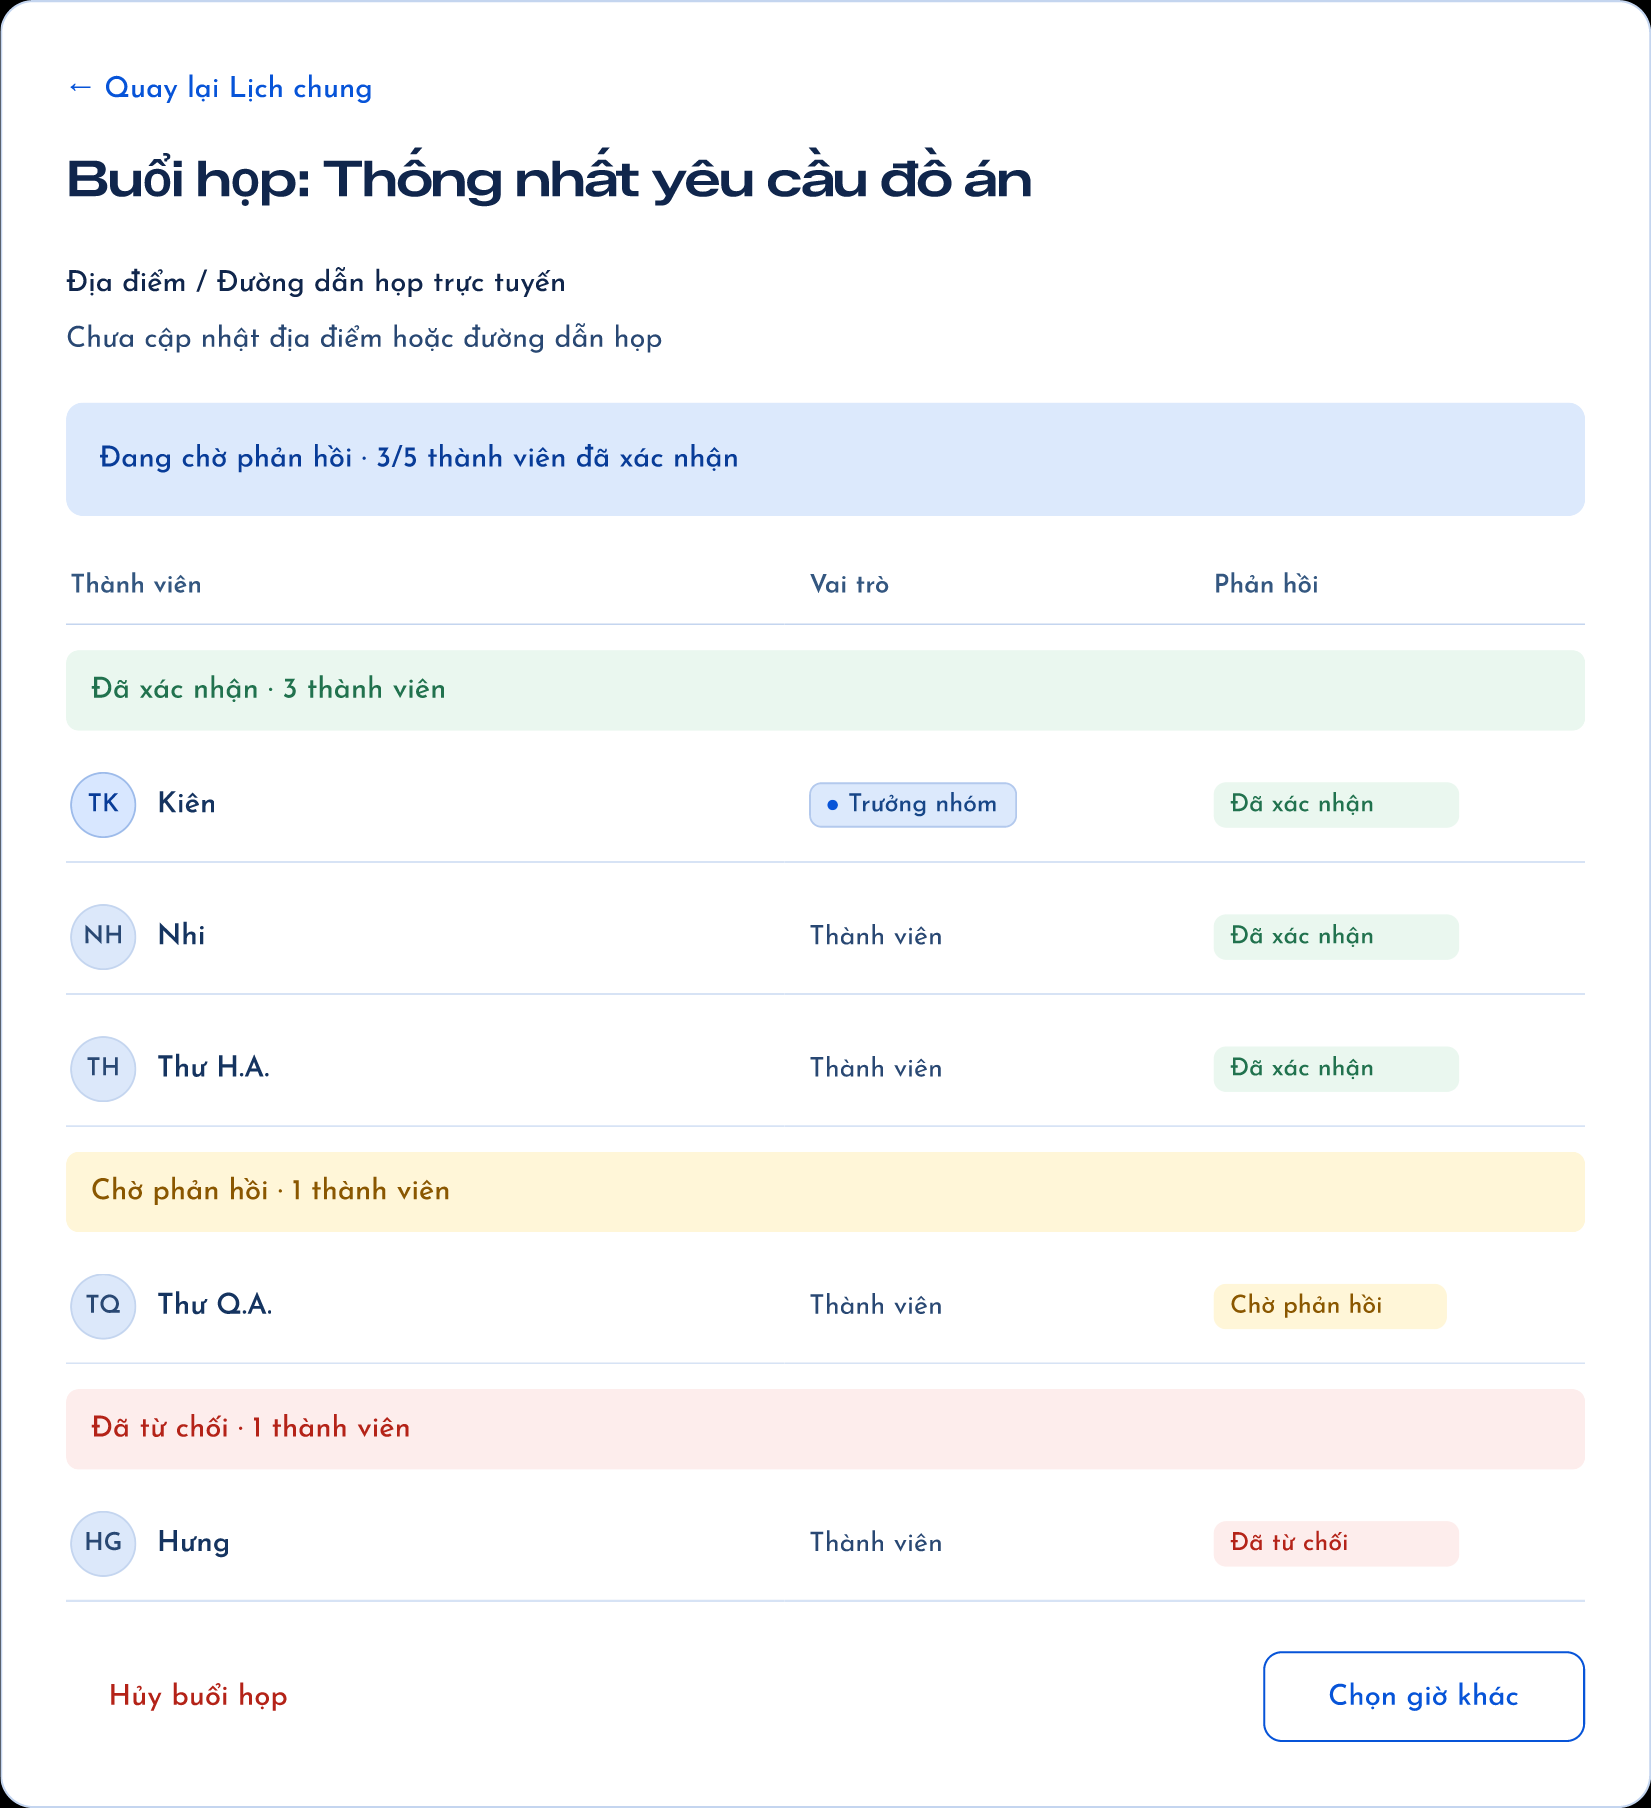 ← Quay lại Lịch chung
Buổi họp: Thống nhất yêu cầu đồ án
Địa điểm / Đường dẫn họp trực tuyến
Chưa cập nhật địa điểm hoặc đường dẫn họp
Đang chờ phản hồi · 3/5 thành viên đã xác nhận
Thành viên Vai trò Phản hồi
Đã xác nhận · 3 thành viên
TK Kiên • Trưởng nhóm Đã xác nhận
NH Nhi Thành viên Đã xác nhận
TH Thư H.A. Thành viên Đã xác nhận
Chờ phản hồi · 1 thành viên
TQ Thư Q.A. Thành viên Chờ phản hồi
Đã từ chối · 1 thành viên
HG Hưng Thành viên Đã từ chối
Hủy buổi họp Chọn giờ khác